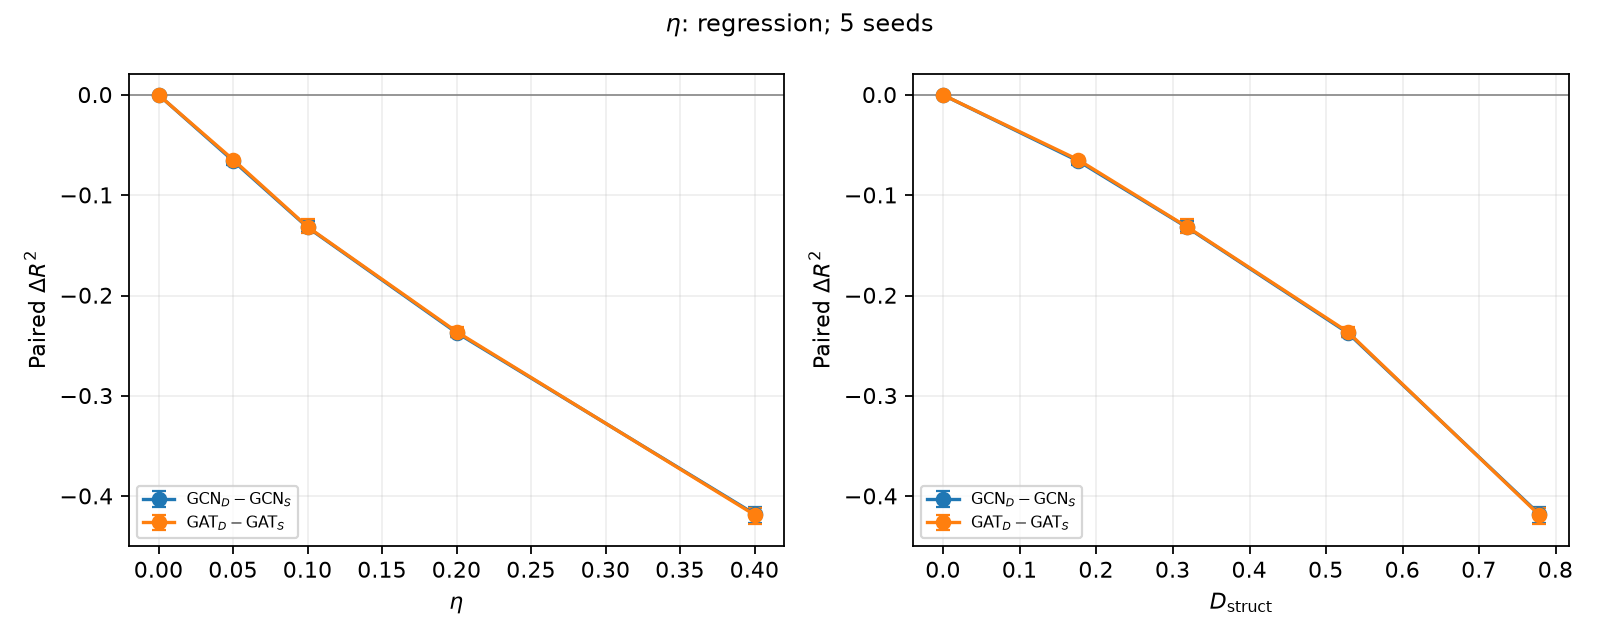 η: regression; 5 seeds
Paired ΔR²
0.0
−0.1
−0.2
−0.3
−0.4
GCN_D − GCN_S
GAT_D − GAT_S
0.00 0.05 0.10 0.15 0.20 0.25 0.30 0.35 0.40
η
Paired ΔR²
0.0
−0.1
−0.2
−0.3
−0.4
GCN_D − GCN_S
GAT_D − GAT_S
0.0 0.1 0.2 0.3 0.4 0.5 0.6 0.7 0.8
D_struct